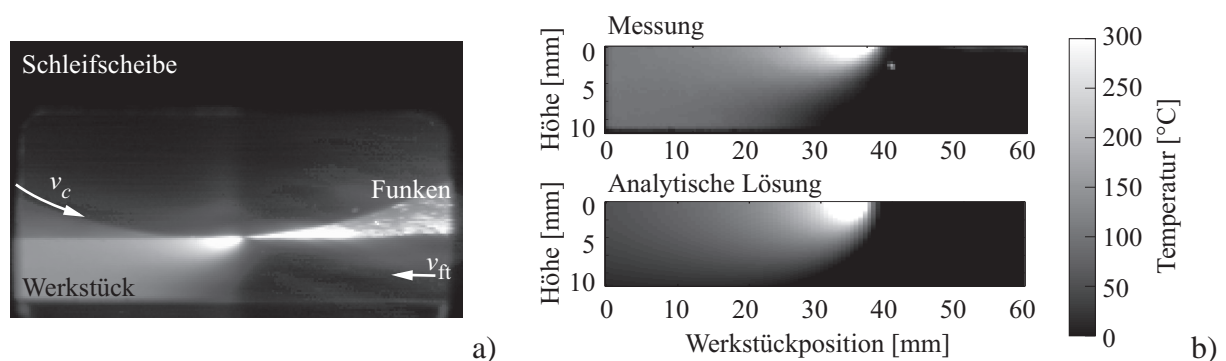 Schleifscheibe
v_c
Funken
v_ft
Werkstück
a)
Messung
Höhe [mm]
0
5
10
0 10 20 30 40 50 60
Analytische Lösung
Höhe [mm]
0
5
10
0 10 20 30 40 50 60
Werkstückposition [mm]
300
250
200
150
100
50
0
Temperatur [°C]
b)